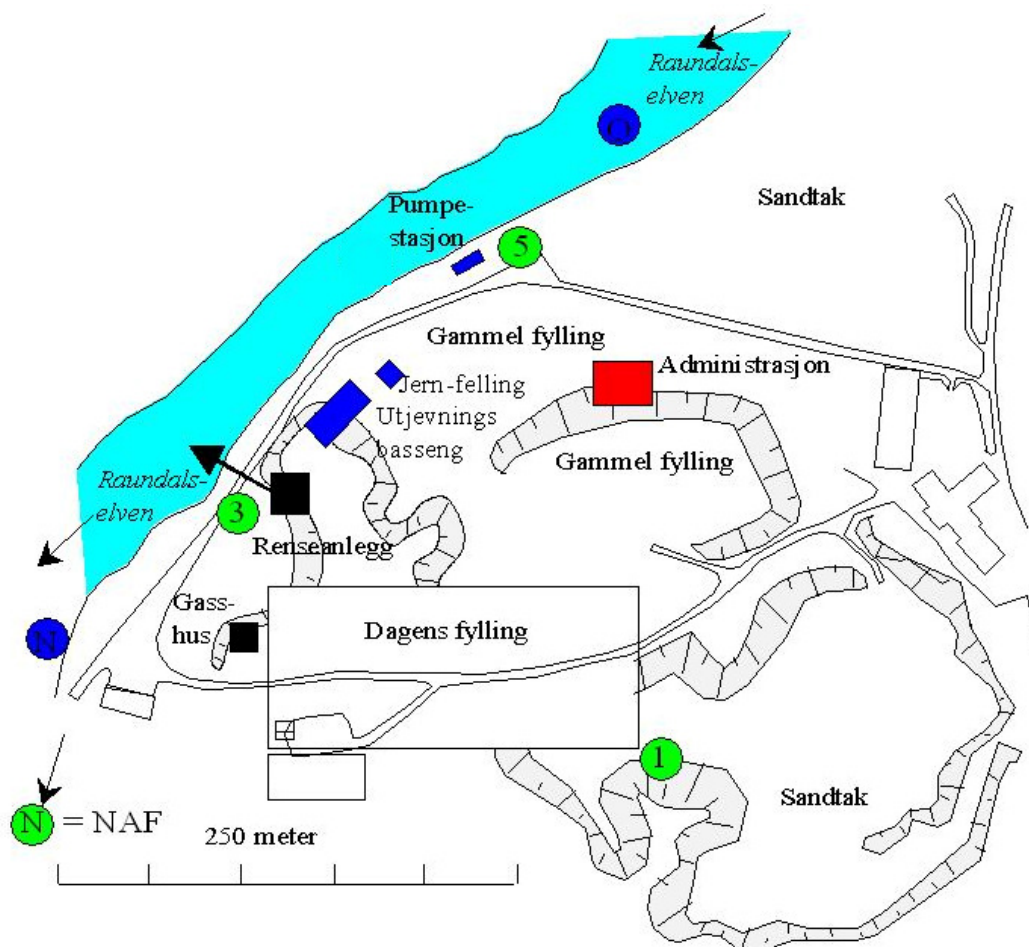 Raundals-
elven
O
Sandtak
Pumpe-
stasjon
5
Gammel fylling
Administrasjon
Jern-felling
Utjevnings
basseng
Gammel fylling
Raundals-
elven
3
Renseanlegg
Gass-
hus
Dagens fylling
N
1
Sandtak
N = NAF
250 meter